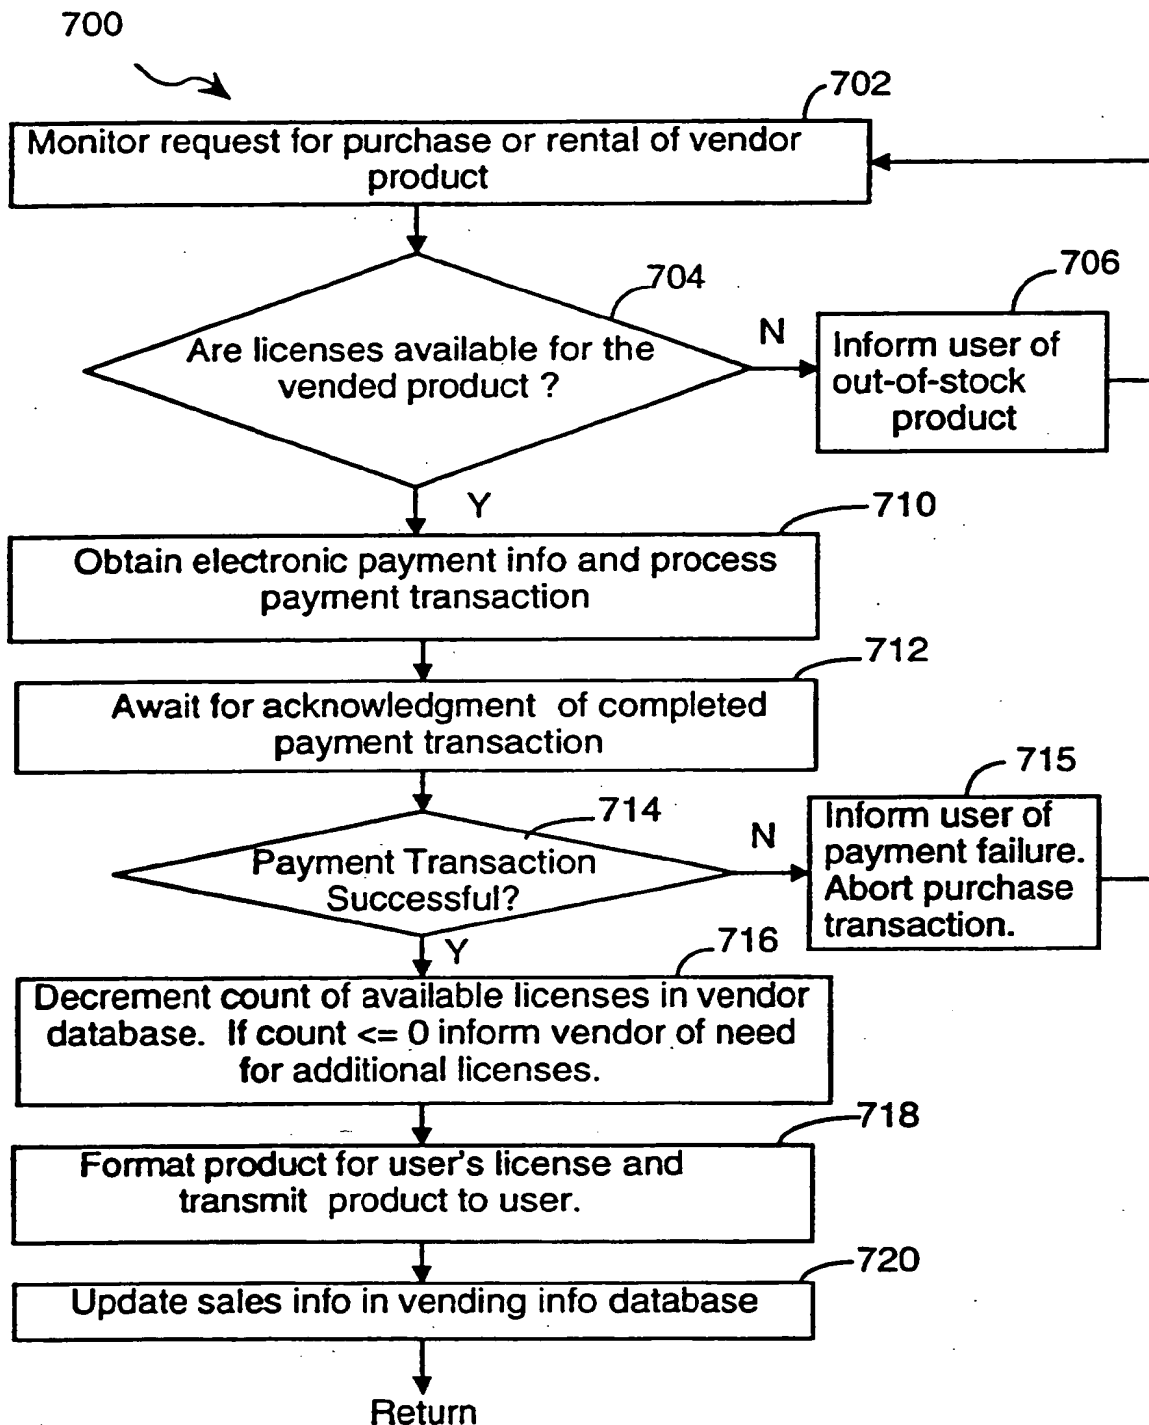 700
702
Monitor request for purchase or rental of vendor
product
704
Are licenses available for the
vended product ?
N
706
Inform user of
out-of-stock
product
Y
710
Obtain electronic payment info and process
payment transaction
712
Await for acknowledgment of completed
payment transaction
714
Payment Transaction
Successful?
N
715
Inform user of
payment failure.
Abort purchase
transaction.
Y
716
Decrement count of available licenses in vendor
database. If count <= 0 inform vendor of need
for additional licenses.
718
Format product for user's license and
transmit product to user.
720
Update sales info in vending info database
Return